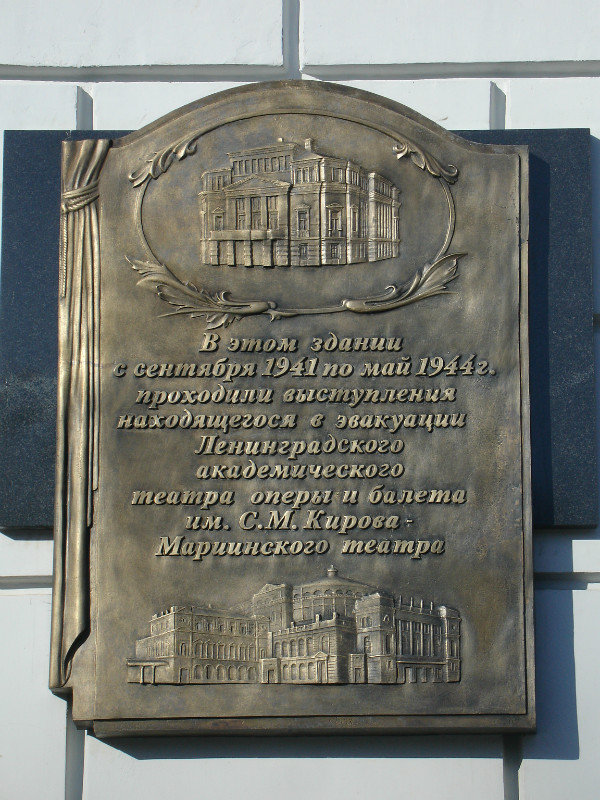 В этом здании
с сентября 1941 по май 1944 г.
проходили выступления
находящегося в эвакуации
Ленинградского
академического
театра оперы и балета
им. С.М. Кирова -
Мариинского театра